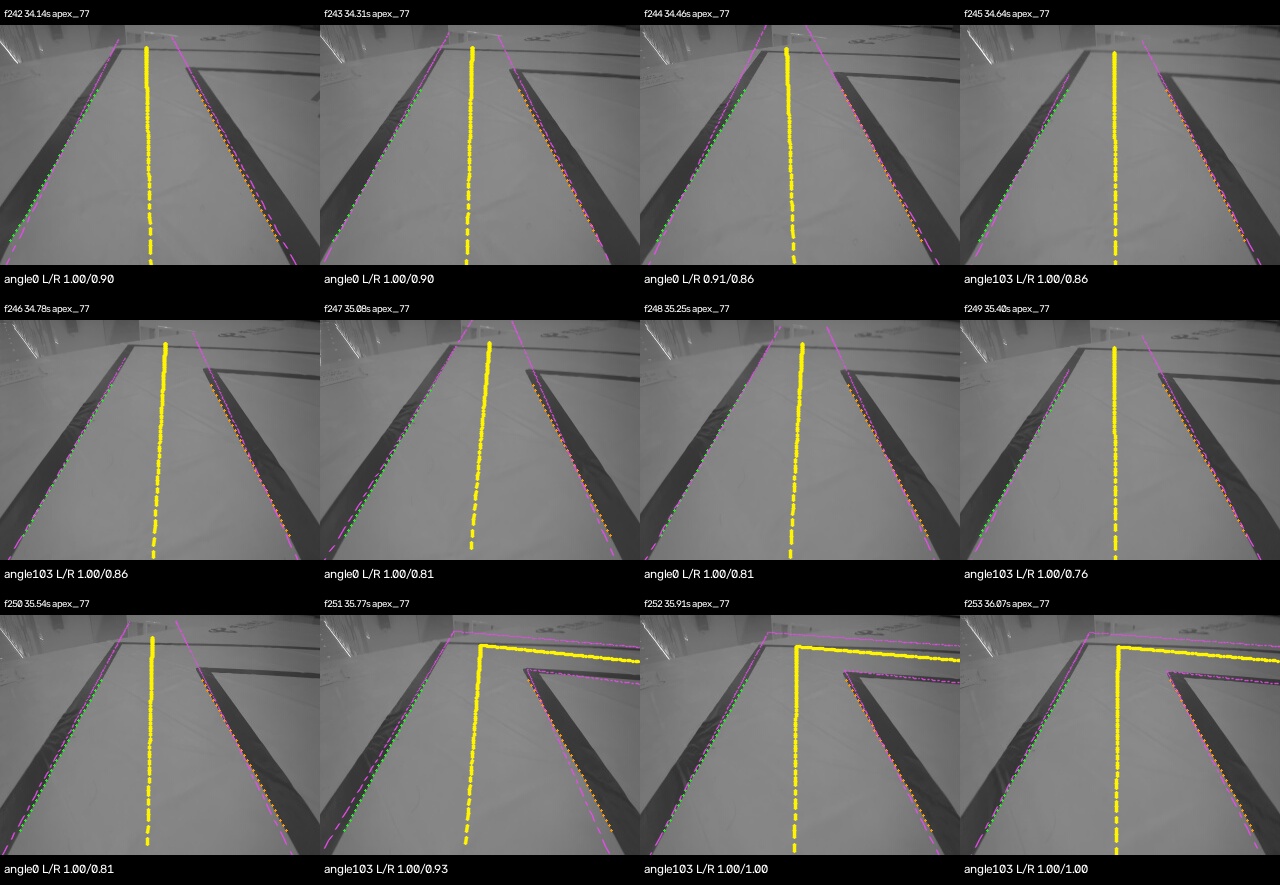 f242 34.14s apex_77
f243 34.31s apex_77
f244 34.46s apex_77
f245 34.64s apex_77
angle0 L/R 1.00/0.90
angle0 L/R 1.00/0.90
angle0 L/R 0.91/0.86
angle103 L/R 1.00/0.86
f246 34.78s apex_77
f247 35.08s apex_77
f248 35.25s apex_77
f249 35.40s apex_77
angle103 L/R 1.00/0.86
angle0 L/R 1.00/0.81
angle0 L/R 1.00/0.81
angle103 L/R 1.00/0.76
f250 35.54s apex_77
f251 35.77s apex_77
f252 35.91s apex_77
f253 36.07s apex_77
angle0 L/R 1.00/0.81
angle103 L/R 1.00/0.93
angle103 L/R 1.00/1.00
angle103 L/R 1.00/1.00